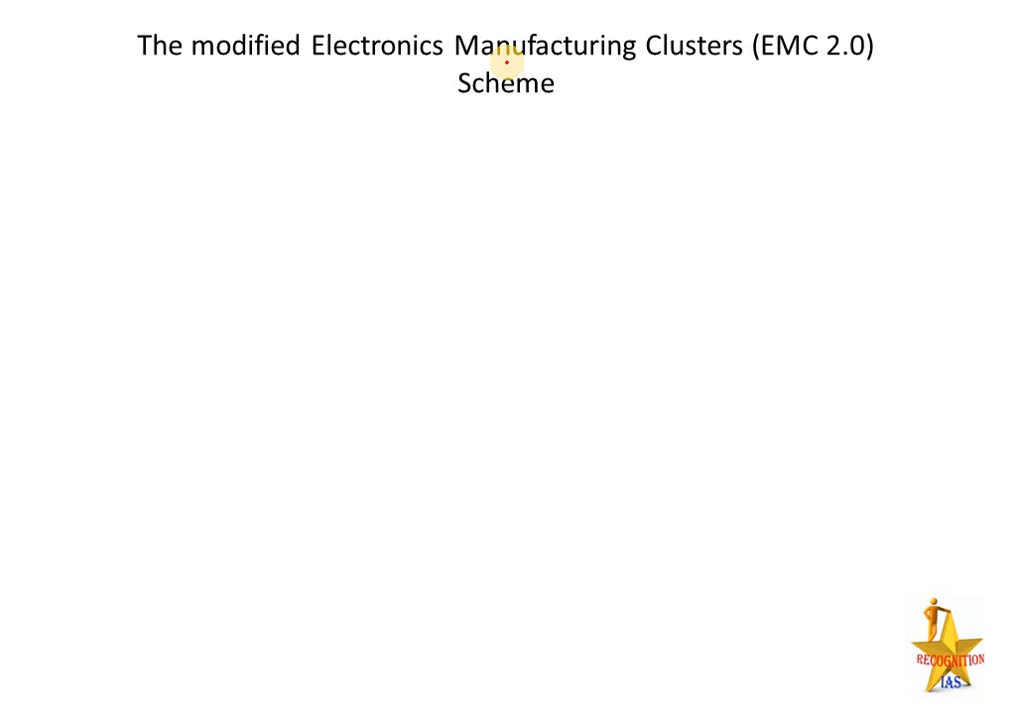 The modified Electronics Manufacturing Clusters (EMC 2.0)
Scheme
RECOGNITION
IAS